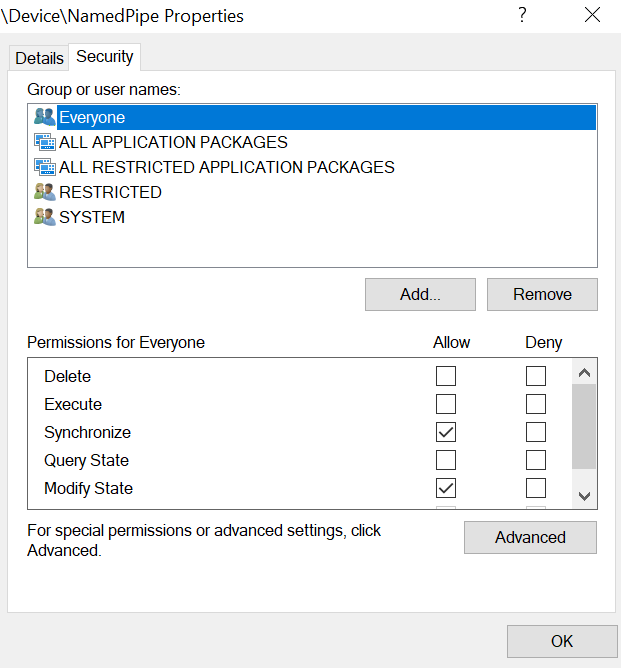 \Device\NamedPipe Properties
Details Security
Group or user names:
Everyone
ALL APPLICATION PACKAGES
ALL RESTRICTED APPLICATION PACKAGES
RESTRICTED
SYSTEM
Add... Remove
Permissions for Everyone Allow Deny
Delete
Execute
Synchronize
Query State
Modify State
For special permissions or advanced settings, click
Advanced.
Advanced
OK